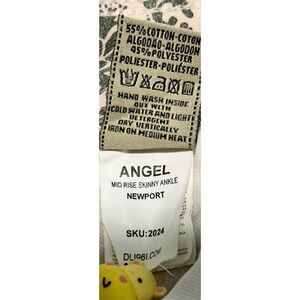 55% COTTON-COTON
ALGODÃO-ALGODON
45% POLYESTER
POLIESTER-POLIÉSTER
HAND WASH INSIDE
OUT WITH
COLD WATER AND LIGHT
DETERGENT
DRY VERTICALLY
IRON ON MEDIUM HEAT
ANGEL
MID RISE SKINNY ANKLE
NEWPORT
SKU:2024
DL1961.COM